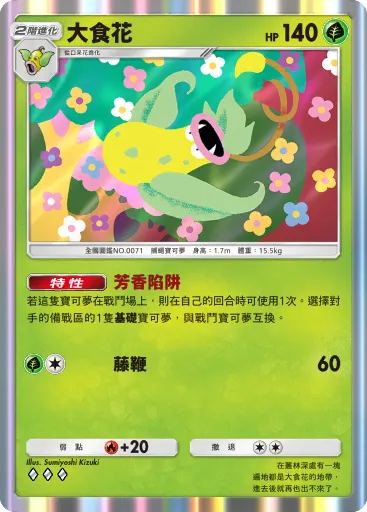 2階進化 大食花 HP 140
從口呆花進化
全國圖鑑NO.0071 捕蠅寶可夢 身高：1.7m 體重：15.5kg
特性 芳香陷阱
若這隻寶可夢在戰鬥場上，則在自己的回合時可使用1次。選擇對
手的備戰區的1隻基礎寶可夢，與戰鬥寶可夢互換。
藤鞭 60
弱點 +20 撤退
Illus. Sumiyoshi Kizuki
在叢林深處有一塊
遍地都是大食花的地帶，
進去後就再也出不來了。